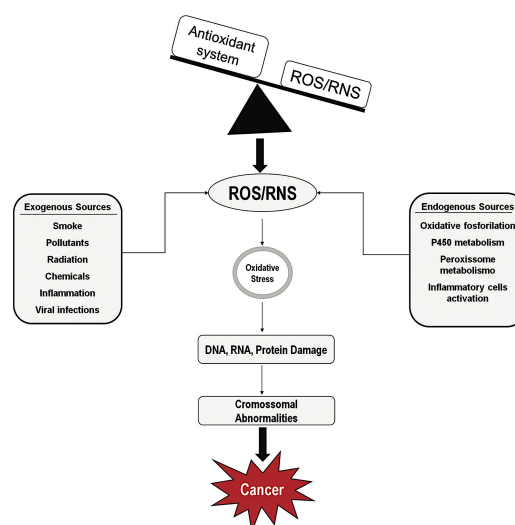 Antioxidant
system
ROS/RNS
ROS/RNS
Exogenous Sources
Smoke
Pollutants
Radiation
Chemicals
Inflammation
Viral infections
Endogenous Sources
Oxidative fosforilation
P450 metabolism
Peroxissome
metabolismo
Inflammatory cells
activation
Oxidative
Stress
DNA, RNA, Protein Damage
Cromossomal
Abnormalities
Cancer